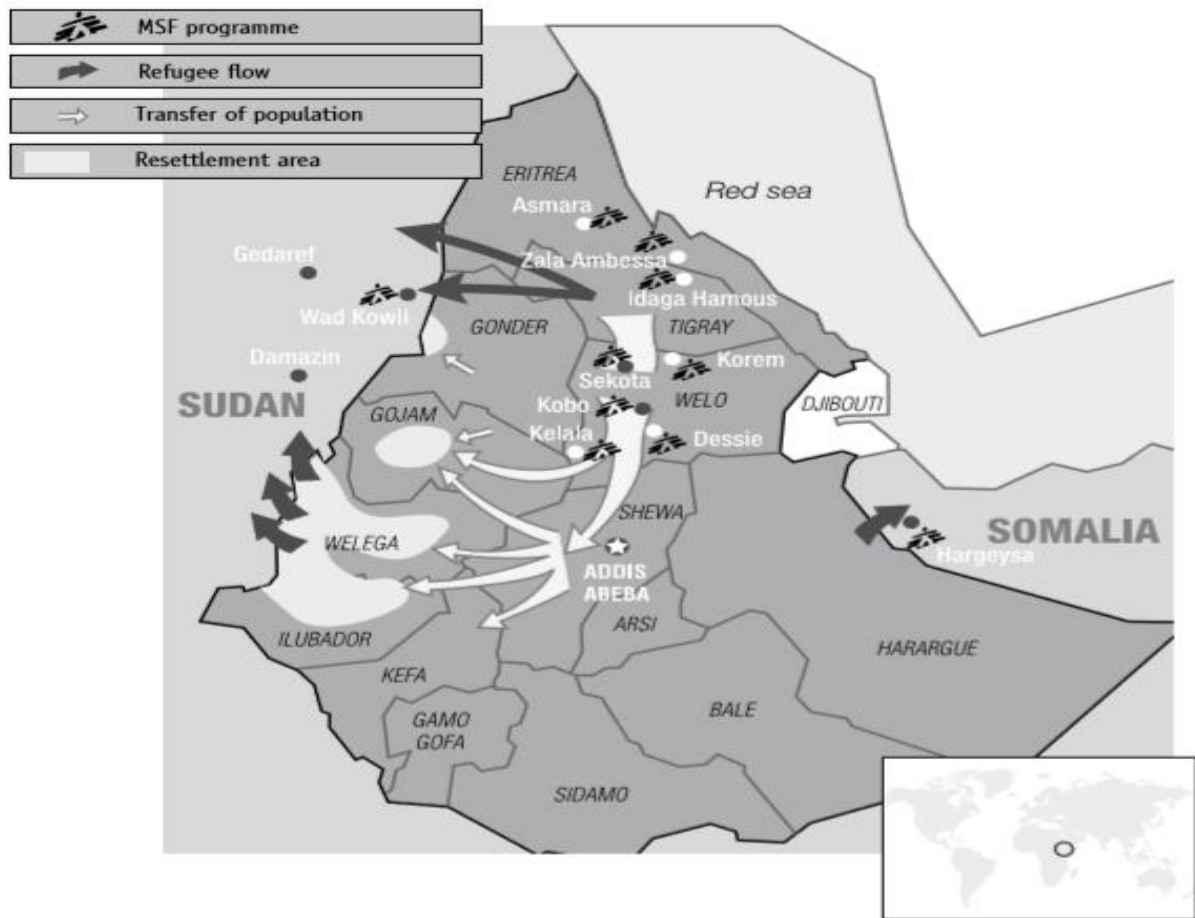 MSF programme
Refugee flow
Transfer of population
Resettlement area
ERITREA
Red sea
Asmara
Gedaref
Zala Ambessa
Idaga Hamous
Wad Kowli
GONDER
TIGRAY
Damazin
Korem
Sekota
SUDAN
Kobo
WELO
DJIBOUTI
GOJAM
Kelala
Dessie
SHEWA
SOMALIA
WELEGA
Hargeysa
ADDIS
ABEBA
ARSI
ILUBADOR
HARARGUE
KEFA
BALE
GAMO
GOFA
SIDAMO